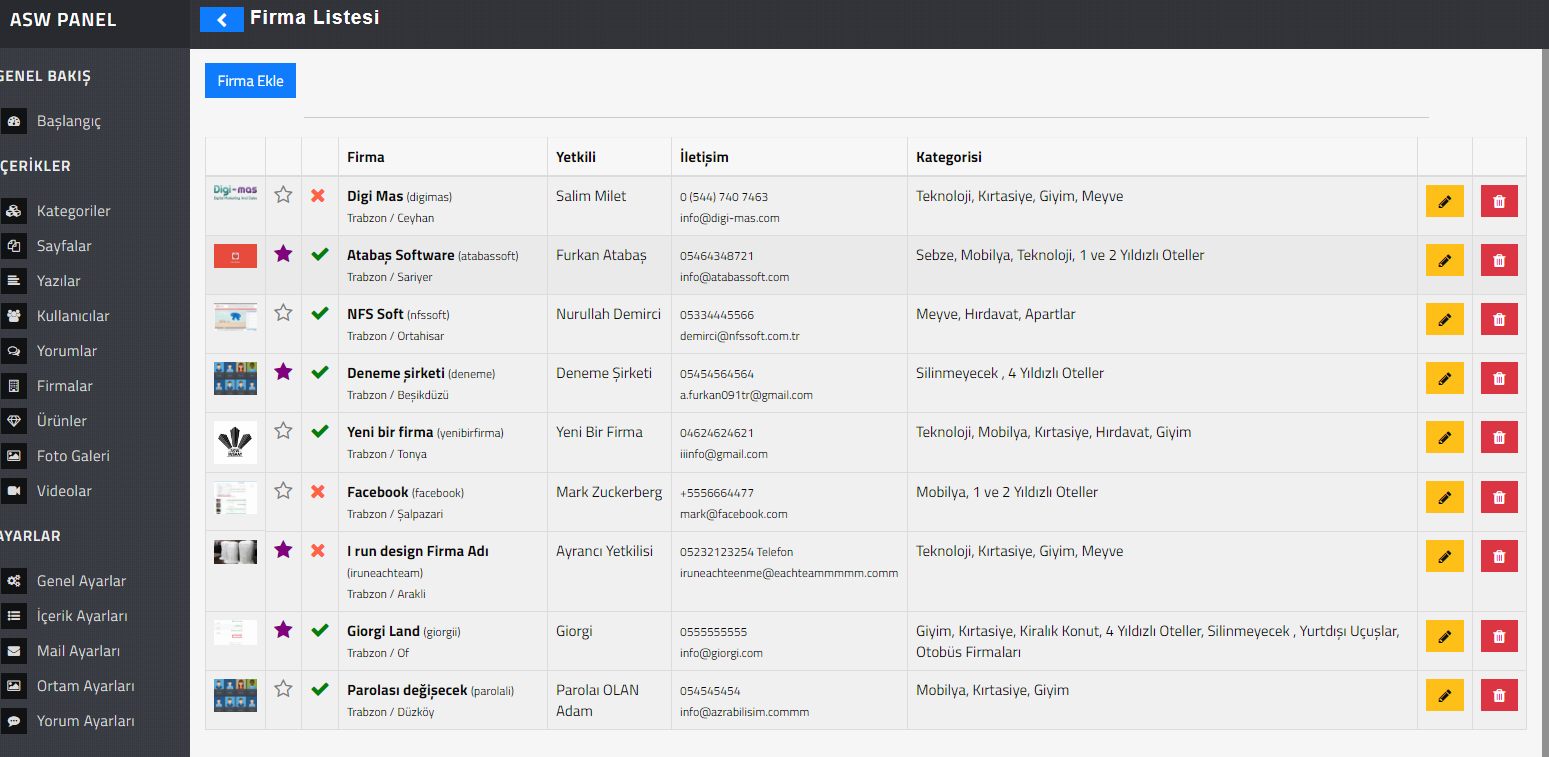 ASW PANEL
Firma Listesi
GENEL BAKIŞ
Başlangıç
ÇERİKLER
Kategoriler
Sayfalar
Yazılar
Kullanıcılar
Yorumlar
Firmalar
Ürünler
Foto Galeri
Videolar
AYARLAR
Genel Ayarlar
İçerik Ayarları
Mail Ayarları
Ortam Ayarları
Yorum Ayarları
Firma Ekle
Firma Yetkili İletişim Kategorisi
Digi-mas
Digi Mas (digimas) Salim Milet 0 (544) 740 7463 Teknoloji, Kırtasiye, Giyim, Meyve
Trabzon / Ceyhan info@digi-mas.com
Atabaş Software (atabassoft) Furkan Atabaş 05464348721 Sebze, Mobilya, Teknoloji, 1 ve 2 Yıldızlı Oteller
Trabzon / Sariyer info@atabassoft.com
NFS Soft (nfssoft) Nurullah Demirci 05334445566 Meyve, Hırdavat, Apartlar
Trabzon / Ortahisar demirci@nfssoft.com.tr
Deneme şirketi (deneme) Deneme Şirketi 05454564564 Silinmeyecek , 4 Yıldızlı Oteller
Trabzon / Beşikdüzü a.furkan091tr@gmail.com
Yeni bir firma (yenibirfirma) Yeni Bir Firma 04624624621 Teknoloji, Mobilya, Kırtasiye, Hırdavat, Giyim
Trabzon / Tonya iiinfo@gmail.com
Facebook (facebook) Mark Zuckerberg +5556664477 Mobilya, 1 ve 2 Yıldızlı Oteller
Trabzon / Şalpazari mark@facebook.com
I run design Firma Adı Ayrancı Yetkilisi 05232123254 Telefon Teknoloji, Kırtasiye, Giyim, Meyve
(iruneachteam) iruneachteenme@eachteammmmm.comm
Trabzon / Arakli
Giorgi Land (giorgii) Giorgi 0555555555 Giyim, Kırtasiye, Kiralık Konut, 4 Yıldızlı Oteller, Silinmeyecek , Yurtdışı Uçuşlar,
Trabzon / Of info@giorgi.com Otobüs Firmaları
Parolası değişecek (parolali) Parolaı OLAN 054545454 Mobilya, Kırtasiye, Giyim
Trabzon / Düzköy Adam info@azrabilisim.commm